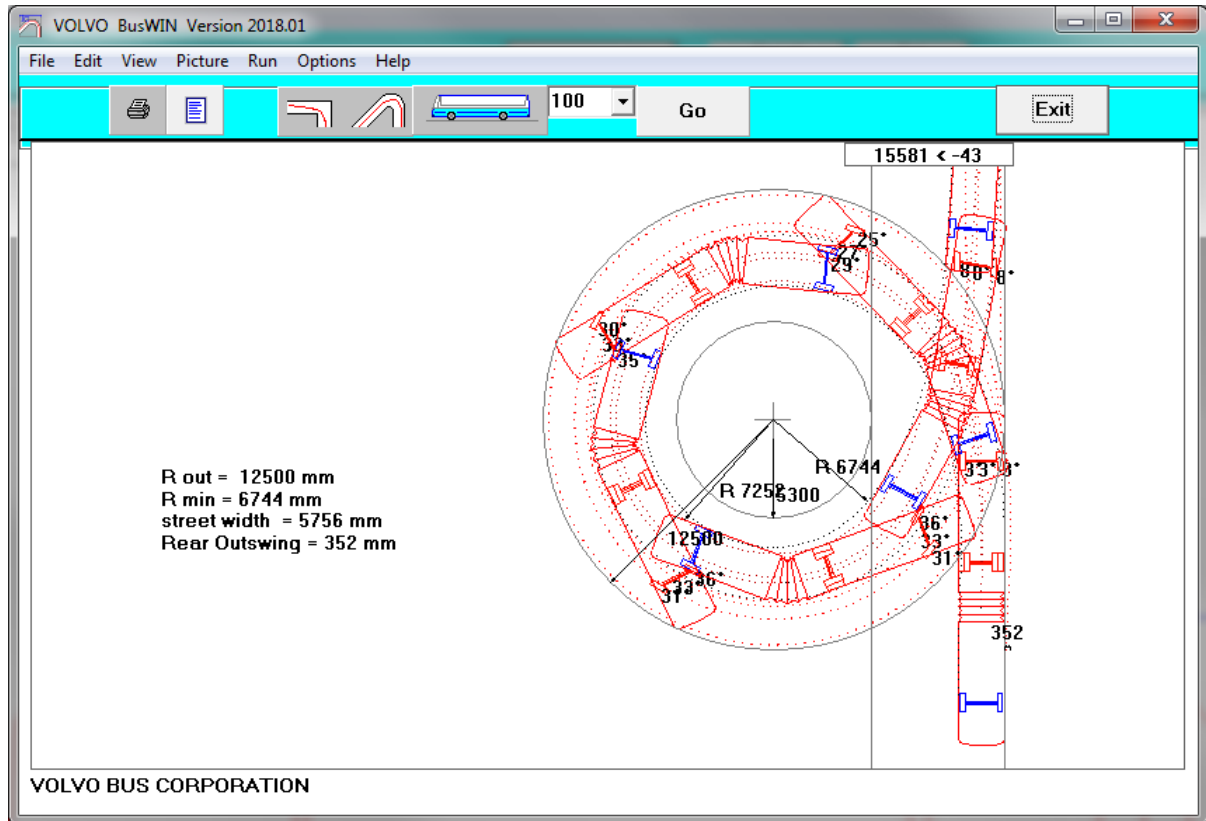 VOLVO BusWIN Version 2018.01
File Edit View Picture Run Options Help
100
Go
Exit
15581 < -43
25°
27
29°
8°
30°
33°
35
R 6744
33° 3°
R 7252
5300
R out = 12500 mm
R min = 6744 mm
street width = 5756 mm
Rear Outswing = 352 mm
12500
36°
33°
31°
36°
33°
31°
352
VOLVO BUS CORPORATION